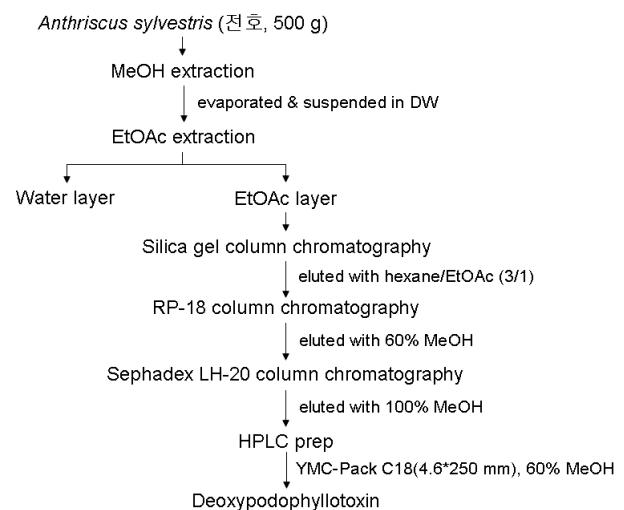 Anthriscus sylvestris (전호, 500 g)
MeOH extraction
evaporated & suspended in DW
EtOAc extraction
Water layer
EtOAc layer
Silica gel column chromatography
eluted with hexane/EtOAc (3/1)
RP-18 column chromatography
eluted with 60% MeOH
Sephadex LH-20 column chromatography
eluted with 100% MeOH
HPLC prep
YMC-Pack C18(4.6*250 mm), 60% MeOH
Deoxypodophyllotoxin